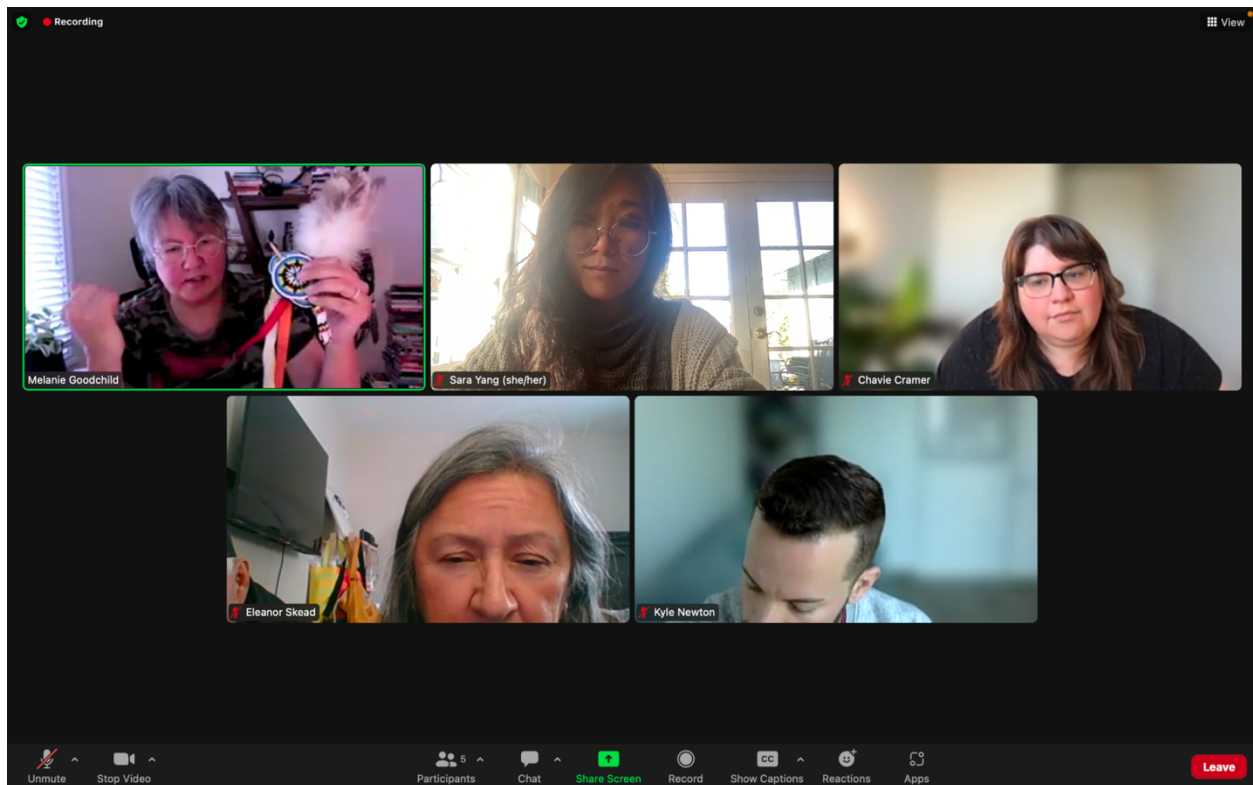 Recording
View
Melanie Goodchild
Sara Yang (she/her)
Chavie Cramer
Eleanor Skead
Kyle Newton
Unmute
Stop Video
5
Participants
Chat
Share Screen
Record
CC
Show Captions
Reactions
Apps
Leave